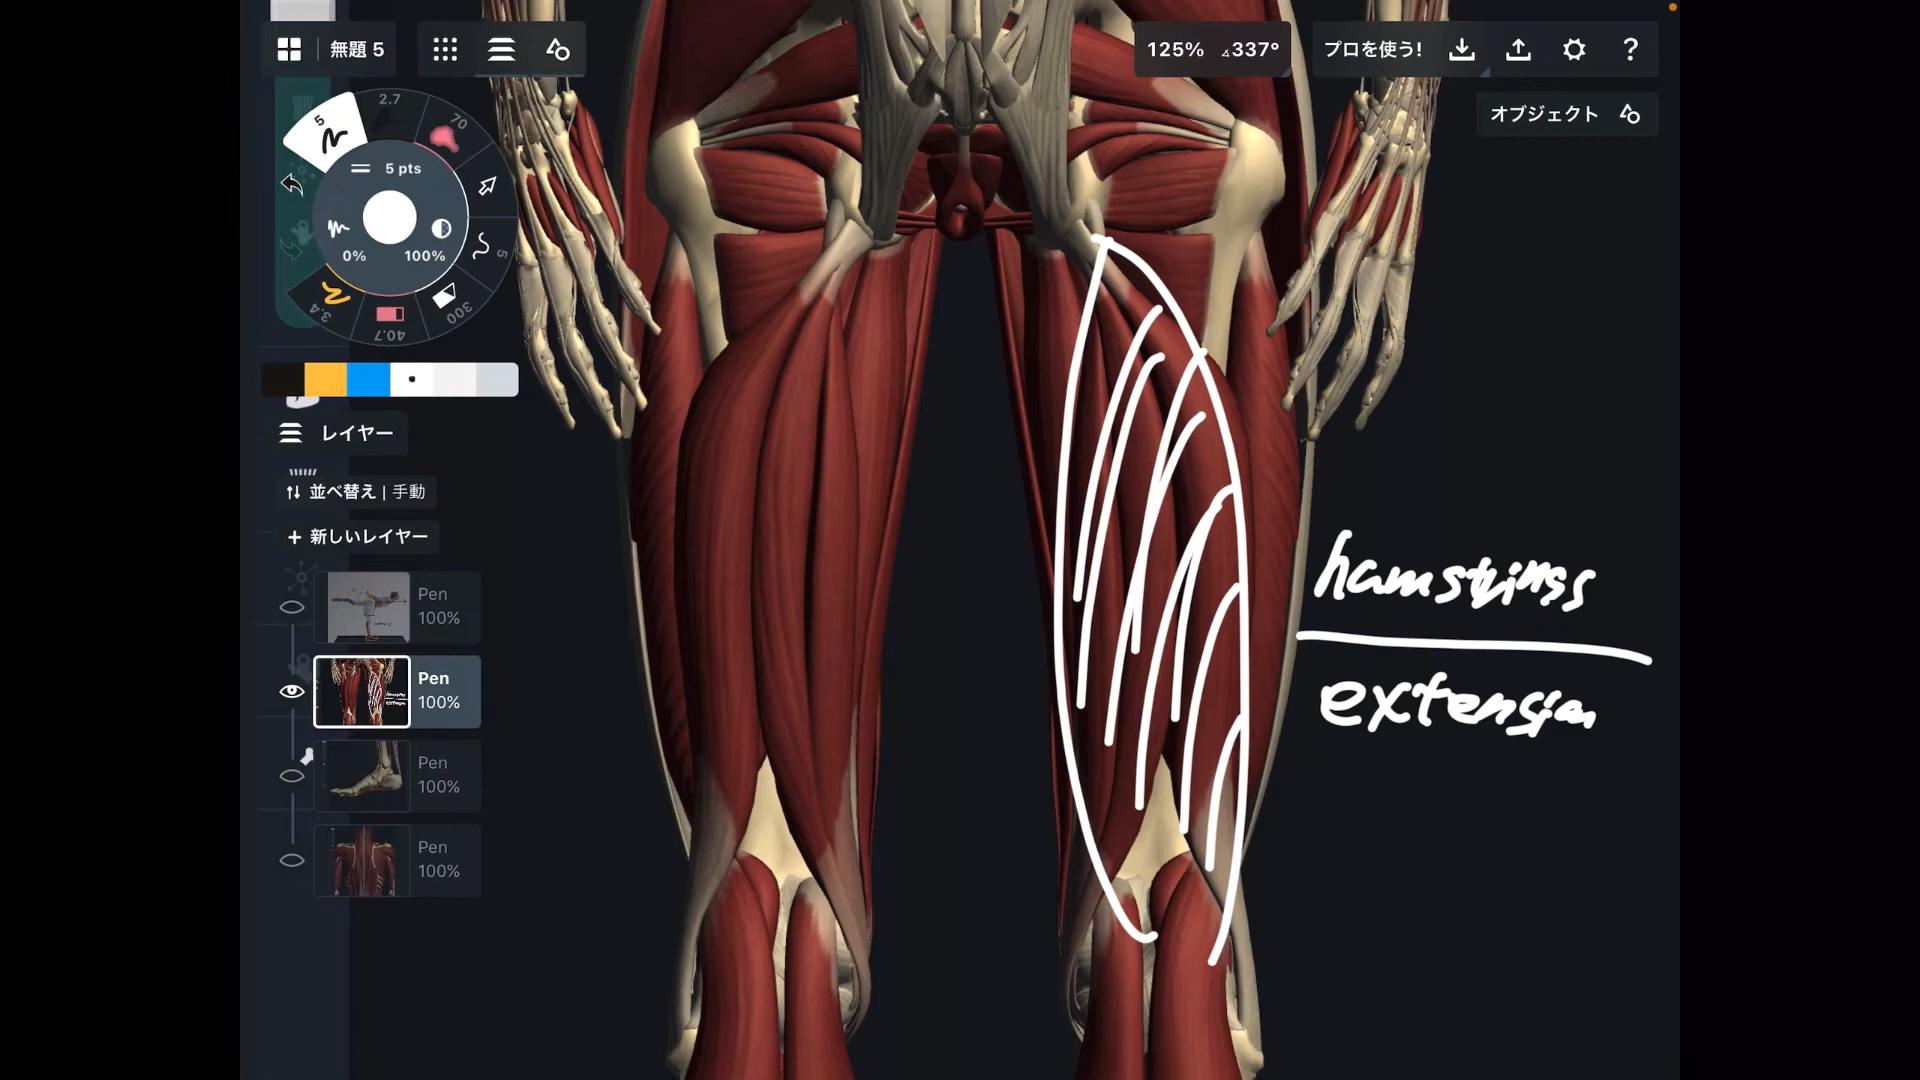 無題 5
125% ⊿337°
プロを使う!
?
オブジェクト
2.7
70
5
5 pts
0%
100%
5
300
40.7
3.4
レイヤー
並べ替え | 手動
+ 新しいレイヤー
Pen
100%
Pen
100%
Pen
100%
Pen
100%
hamstrings
extension